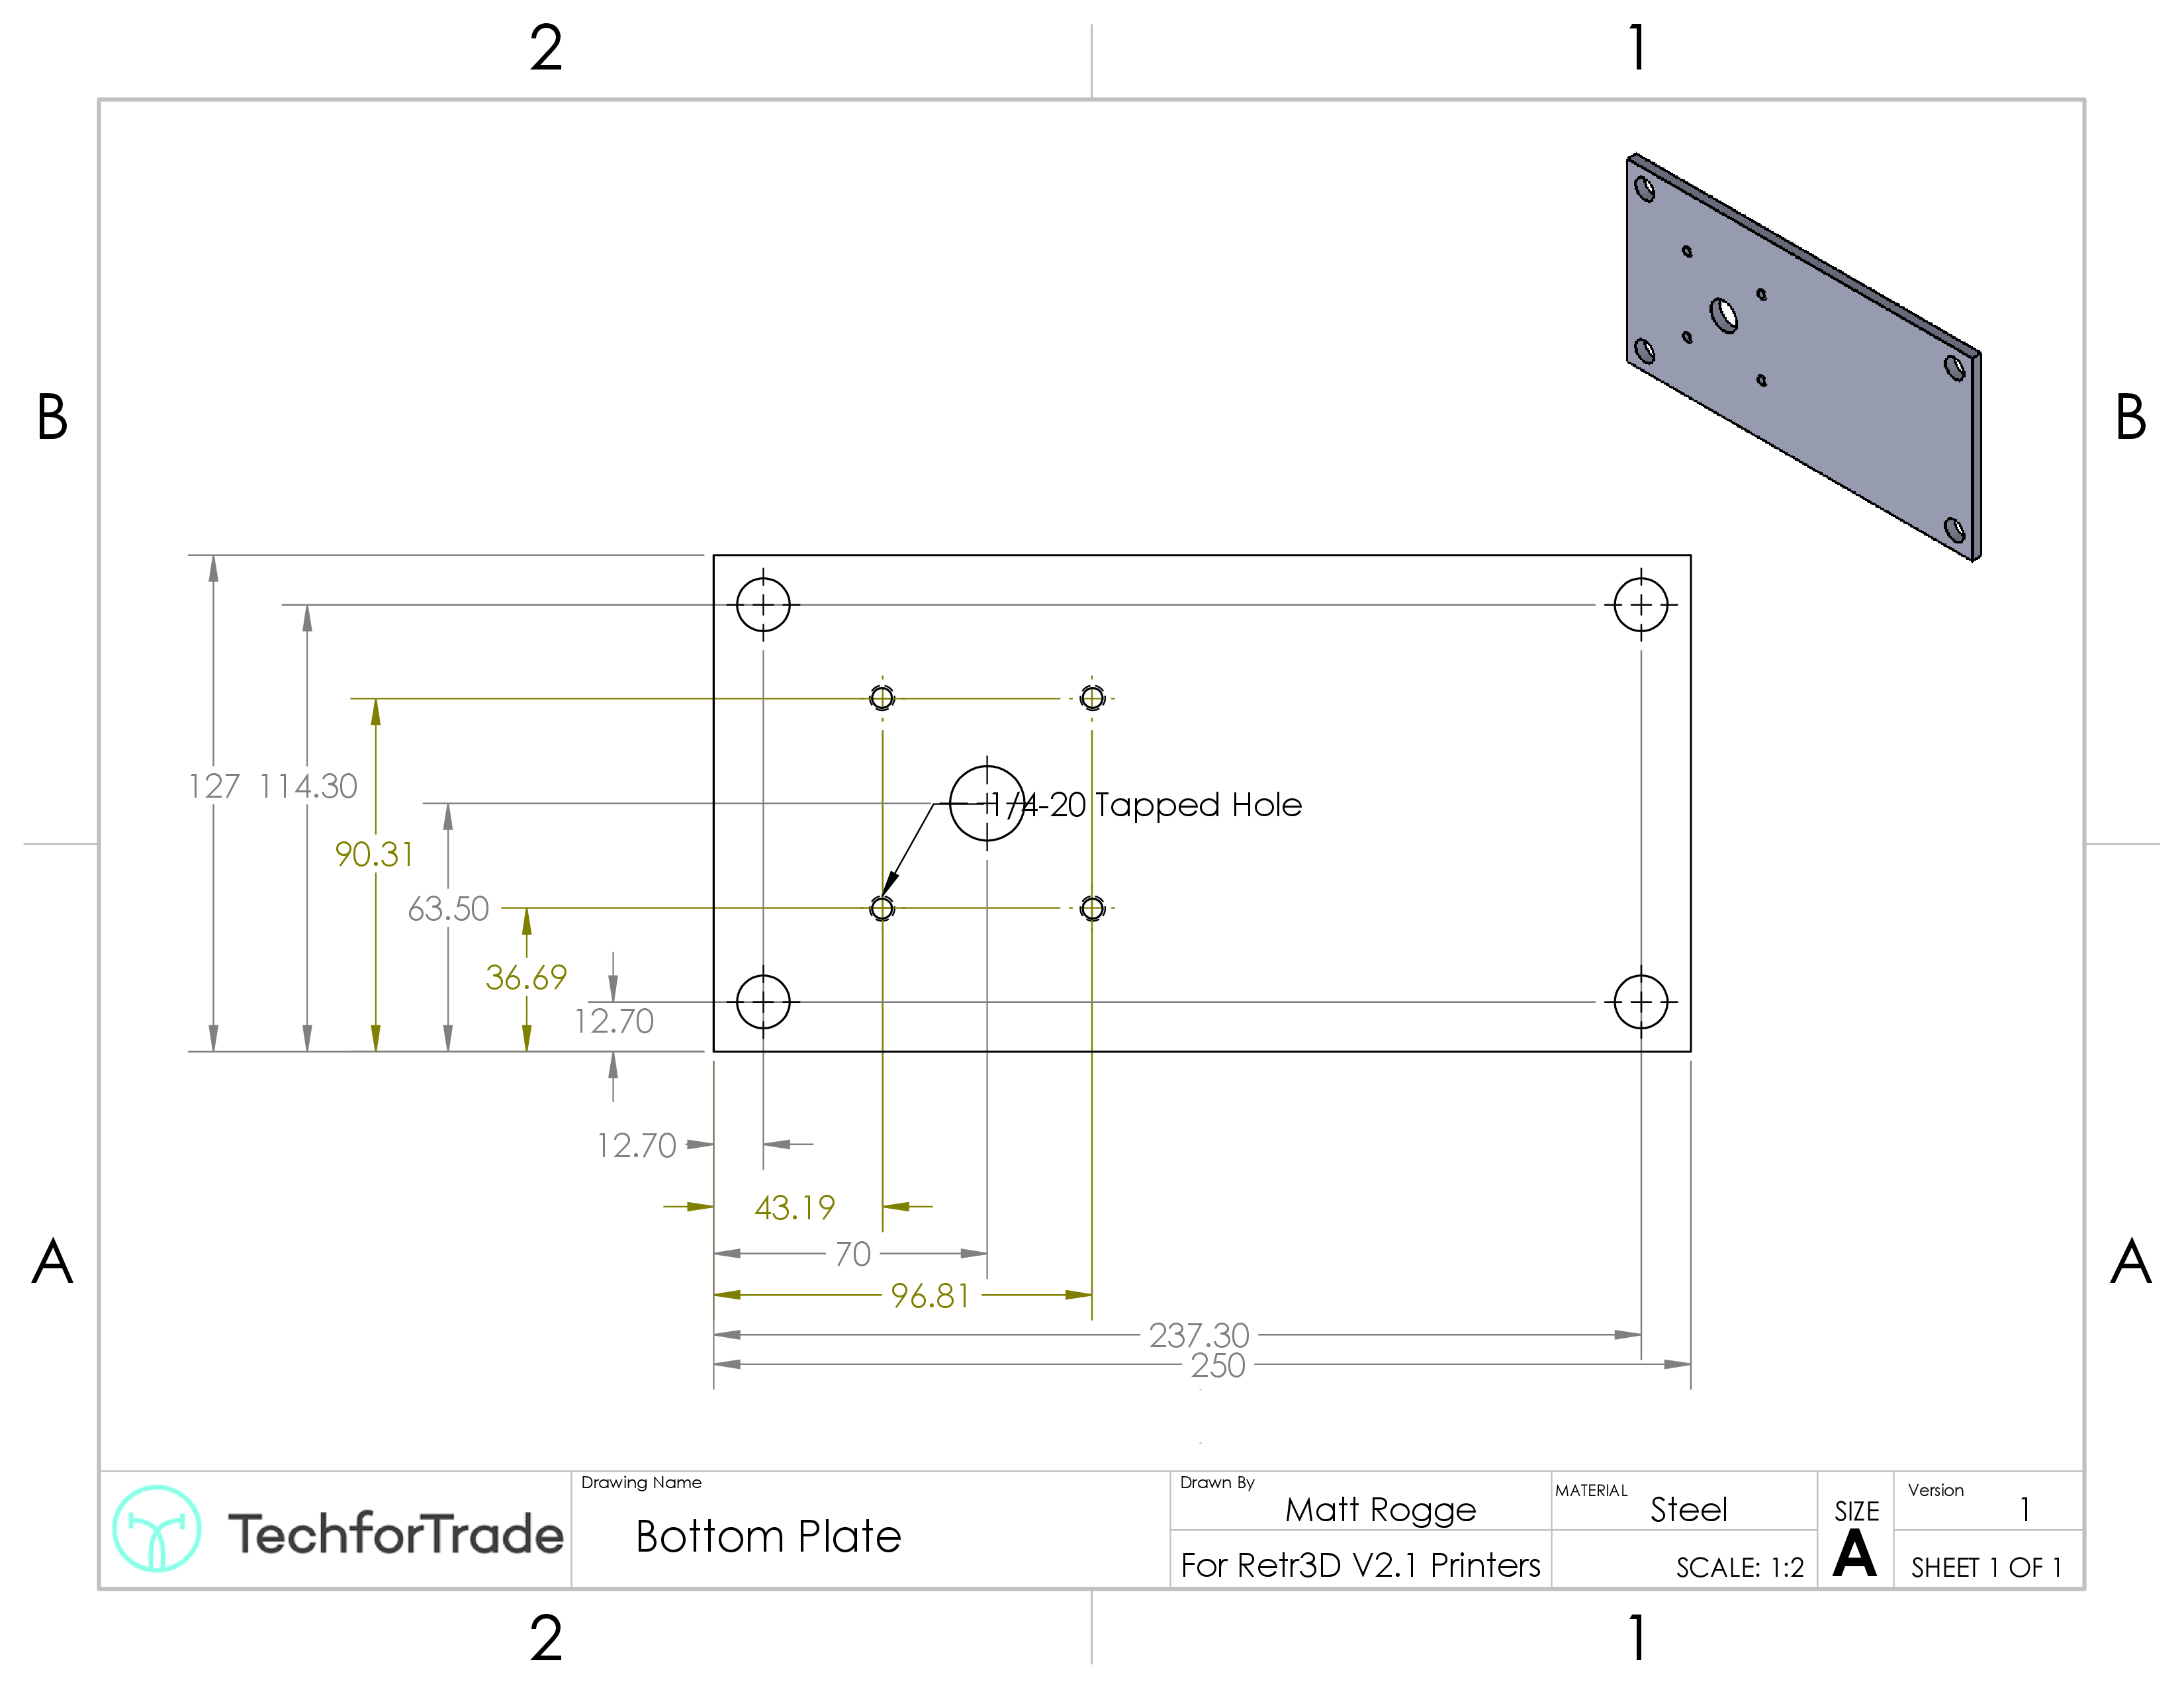 2 1
B B
127 114.30
90.31
1/4-20 Tapped Hole
63.50
36.69
12.70
12.70
43.19
A A
70
96.81
237.30
250
TechforTrade
Drawing Name
Bottom Plate
Drawn By
Matt Rogge
For Retr3D V2.1 Printers
MATERIAL
Steel
SCALE: 1:2
SIZE
A
Version
1
SHEET 1 OF 1
2 1